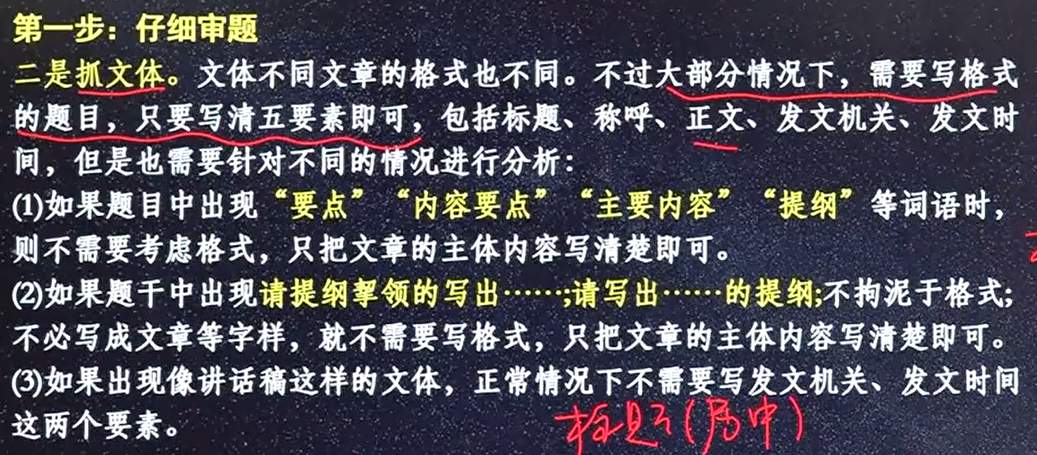 第一步：仔细审题
二是抓文体。文体不同文章的格式也不同。不过大部分情况下，需要写格式
的题目，只要写清五要素即可，包括标题、称呼、正文、发文机关、发文时
间，但是也需要针对不同的情况进行分析：
(1)如果题目中出现“要点”“内容要点”“主要内容”“提纲”等词语时，
则不需要考虑格式，只把文章的主体内容写清楚即可。
(2)如果题干中出现请提纲挈领的写出……;请写出……的提纲;不拘泥于格式;
不必写成文章等字样，就不需要写格式，只把文章的主体内容写清楚即可。
(3)如果出现像讲话稿这样的文体，正常情况下不需要写发文机关、发文时间
这两个要素。
标题(居中)